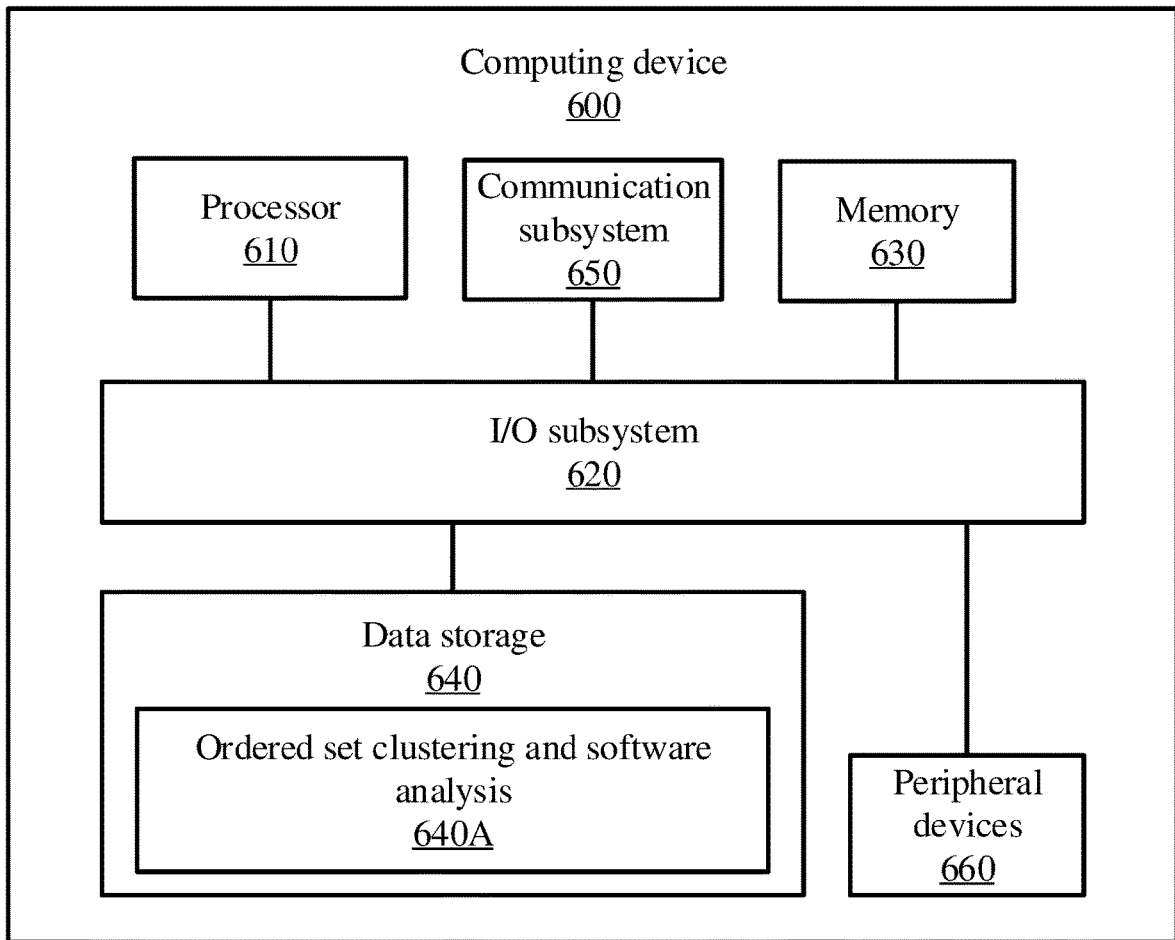 Computing device
600
Processor
610
Communication
subsystem
650
Memory
630
I/O subsystem
620
Data storage
640
Ordered set clustering and software
analysis
640A
Peripheral
devices
660